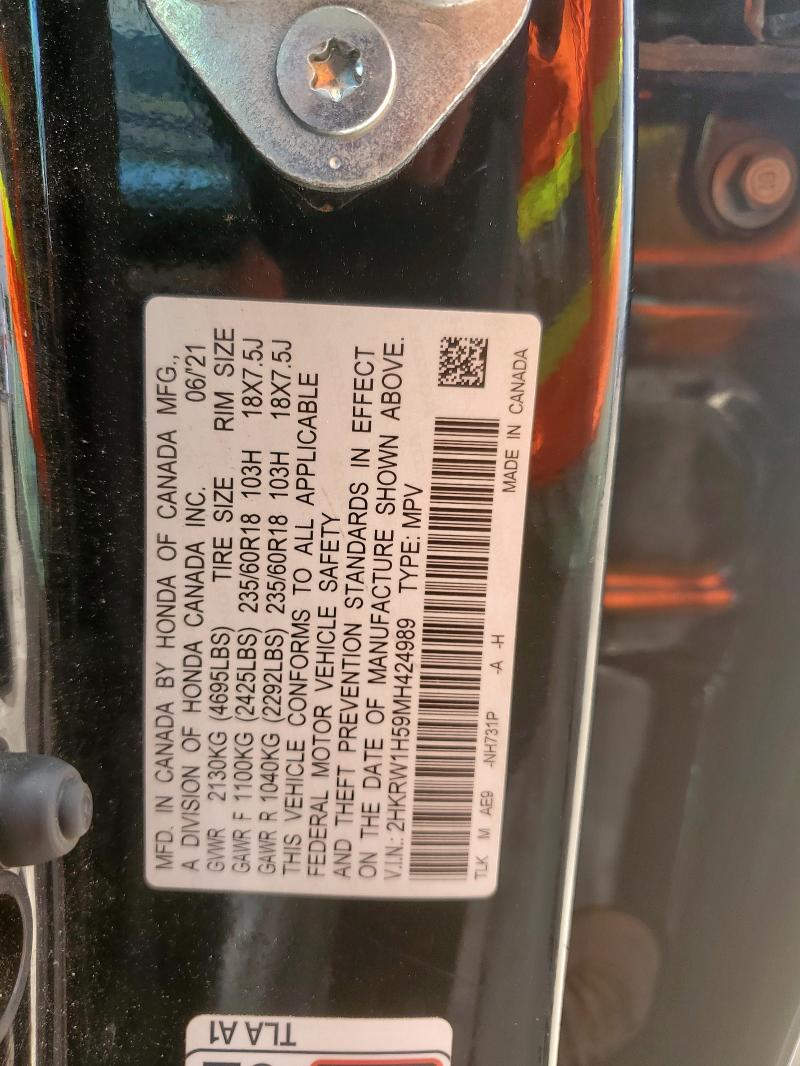 MFD. IN CANADA BY HONDA OF CANADA MFG.,
A DIVISION OF HONDA CANADA INC. 06/'21
GVWR 2130KG (4695LBS) TIRE SIZE RIM SIZE
GAWR F 1100KG (2425LBS) 235/60R18 103H 18X7.5J
GAWR R 1040KG (2292LBS) 235/60R18 103H 18X7.5J
THIS VEHICLE CONFORMS TO ALL APPLICABLE
FEDERAL MOTOR VEHICLE SAFETY
AND THEFT PREVENTION STANDARDS IN EFFECT
ON THE DATE OF MANUFACTURE SHOWN ABOVE.
V.I.N.: 2HKRW1H59MH424989 TYPE: MPV
TLK M AE9 -NH731P -A -H MADE IN CANADA
TLA A1